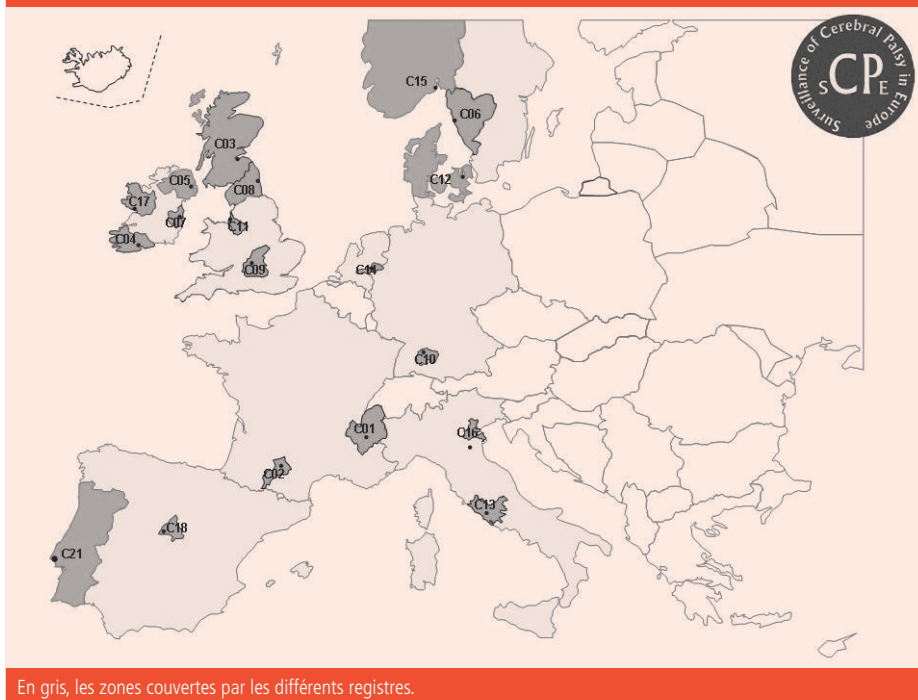 Surveillance of Cerebral Palsy in Europe
SCPE
C15
C06
C03
C12
C05
C08
C17
C07
C11
C04
C09
C14
C10
C01
C16
C02
C13
C18
C21
En gris, les zones couvertes par les différents registres.